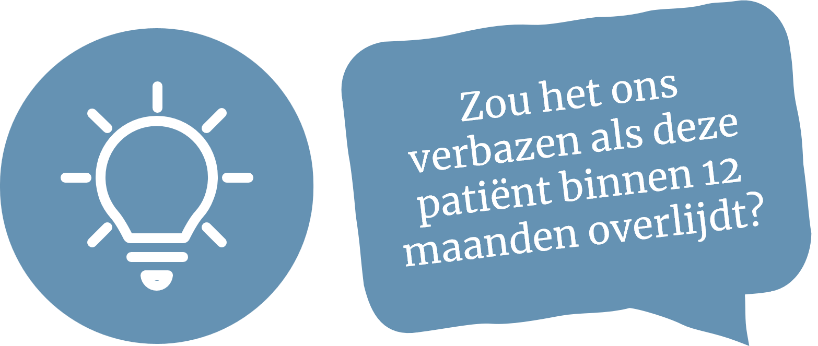 Zou het ons
verbazen als deze
patiënt binnen 12
maanden overlijdt?